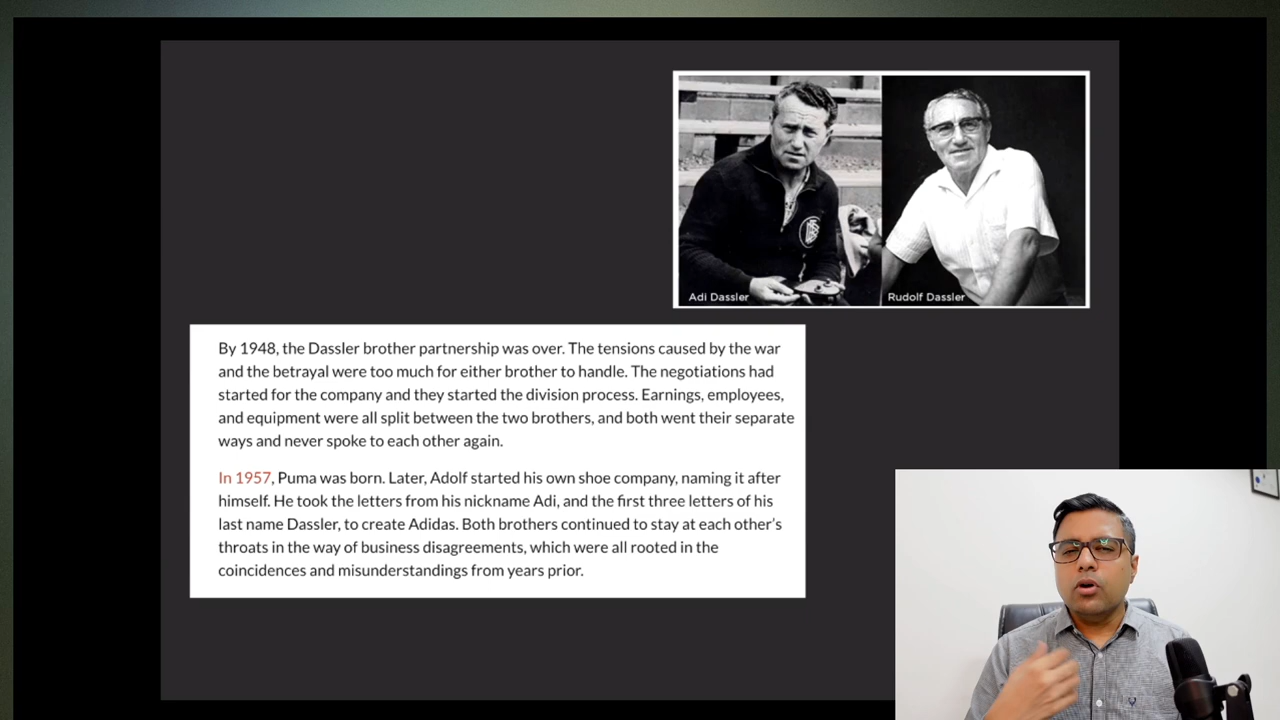 Adi Dassler
Rudolf Dassler
By 1948, the Dassler brother partnership was over. The tensions caused by the war
and the betrayal were too much for either brother to handle. The negotiations had
started for the company and they started the division process. Earnings, employees,
and equipment were all split between the two brothers, and both went their separate
ways and never spoke to each other again.
In 1957, Puma was born. Later, Adolf started his own shoe company, naming it after
himself. He took the letters from his nickname Adi, and the first three letters of his
last name Dassler, to create Adidas. Both brothers continued to stay at each other's
throats in the way of business disagreements, which were all rooted in the
coincidences and misunderstandings from years prior.